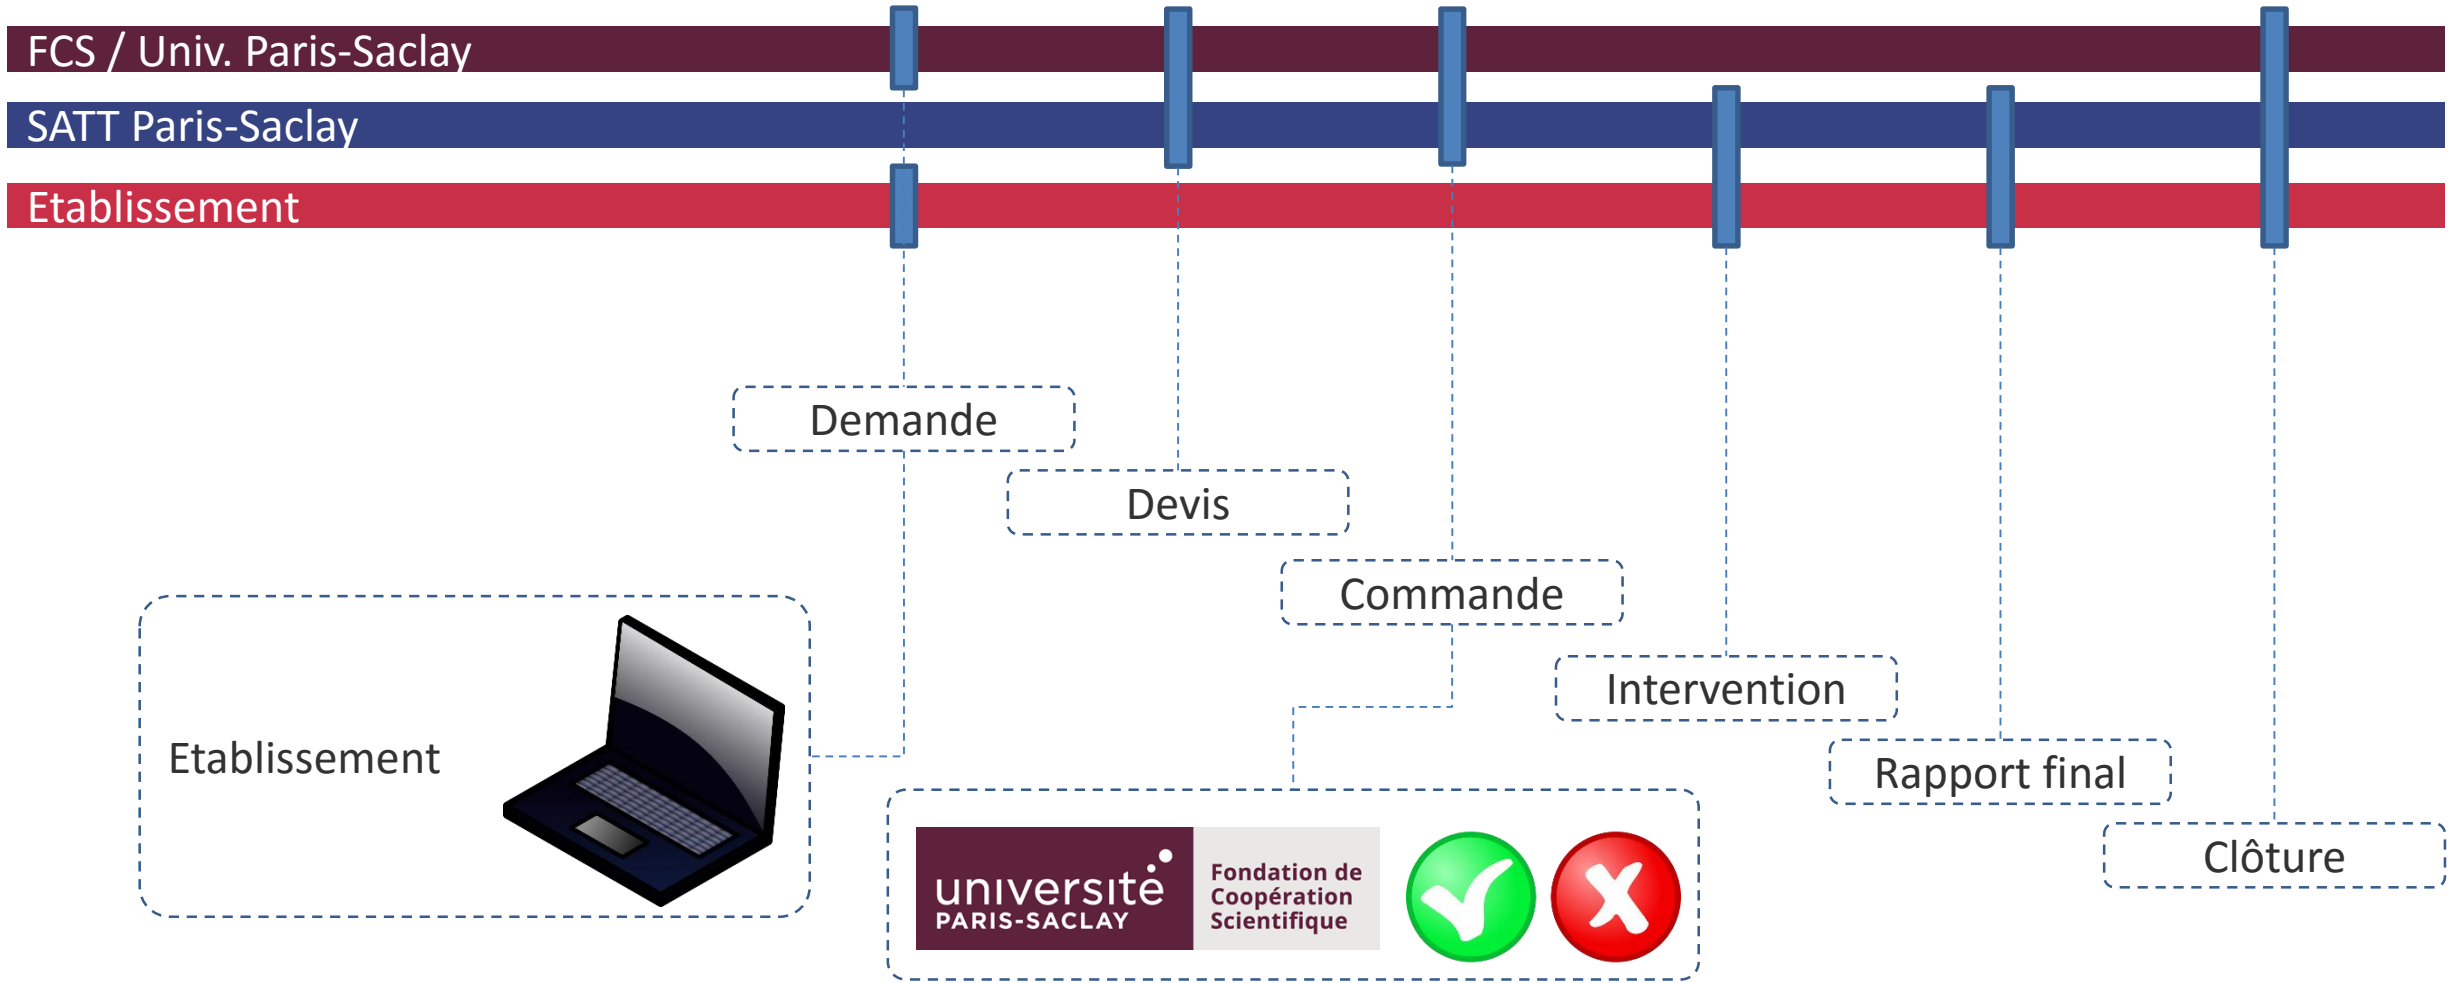 FCS / Univ. Paris-Saclay
SATT Paris-Saclay
Etablissement
Demande
Devis
Commande
Intervention
Etablissement
Rapport final
Clôture
université
PARIS-SACLAY
Fondation de
Coopération
Scientifique